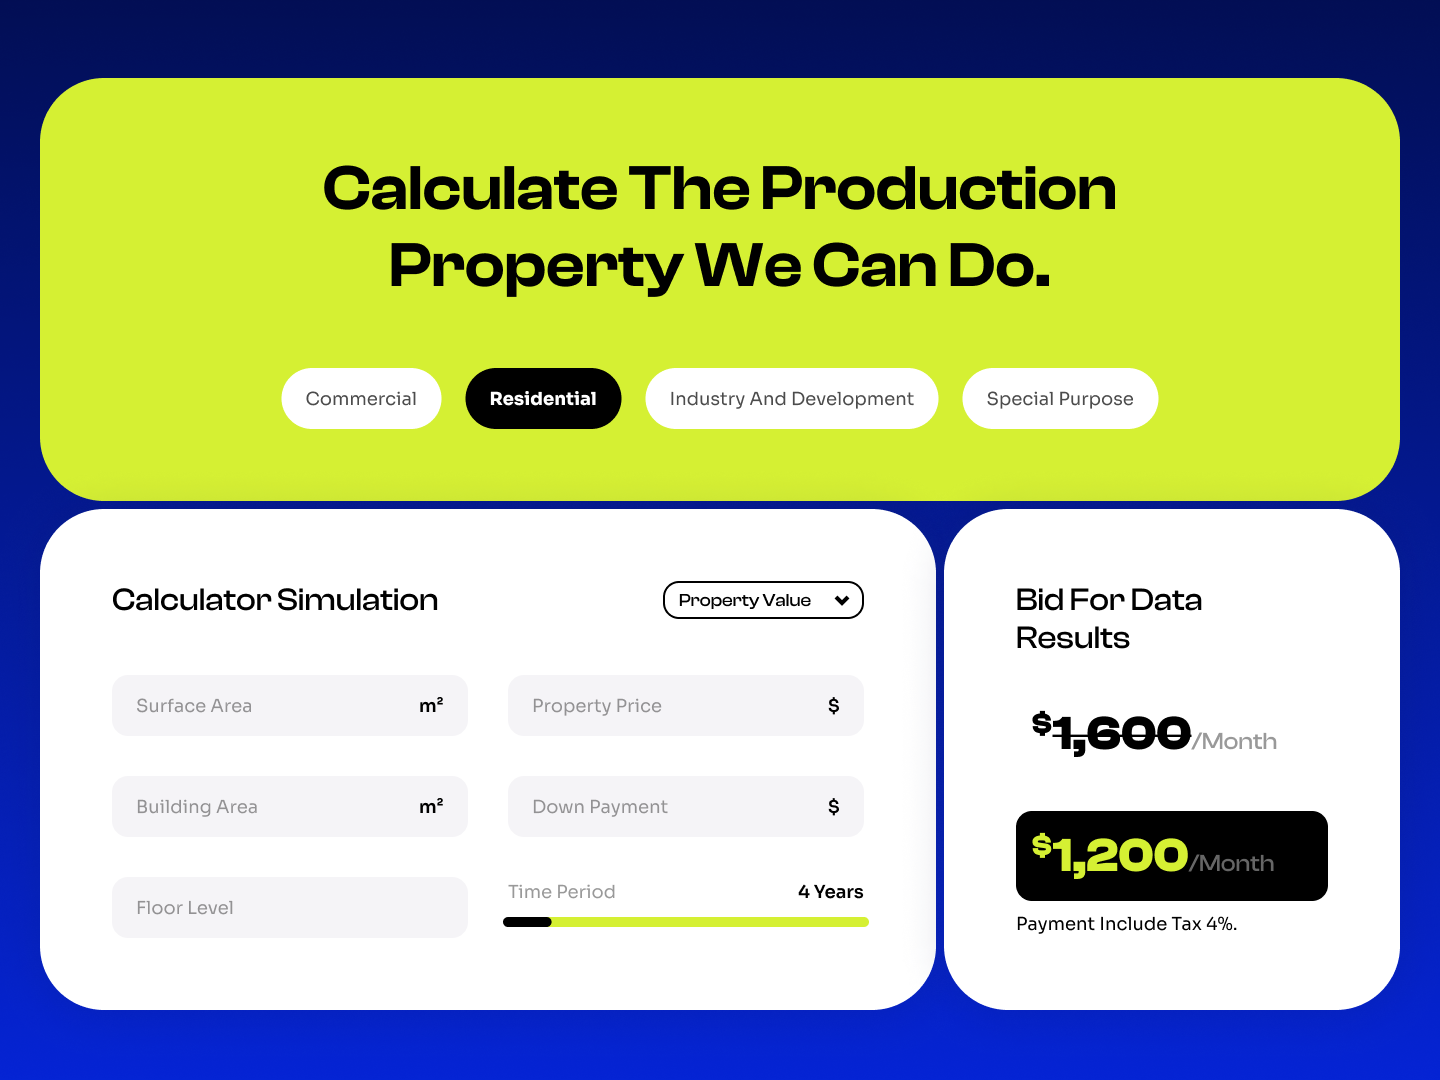 Calculate The Production
Property We Can Do.
Commercial
Residential
Industry And Development
Special Purpose
Calculator Simulation
Property Value
Surface Area m²
Property Price $
Building Area m²
Down Payment $
Floor Level
Time Period 4 Years
Bid For Data
Results
$1,600/Month
$1,200/Month
Payment Include Tax 4%.